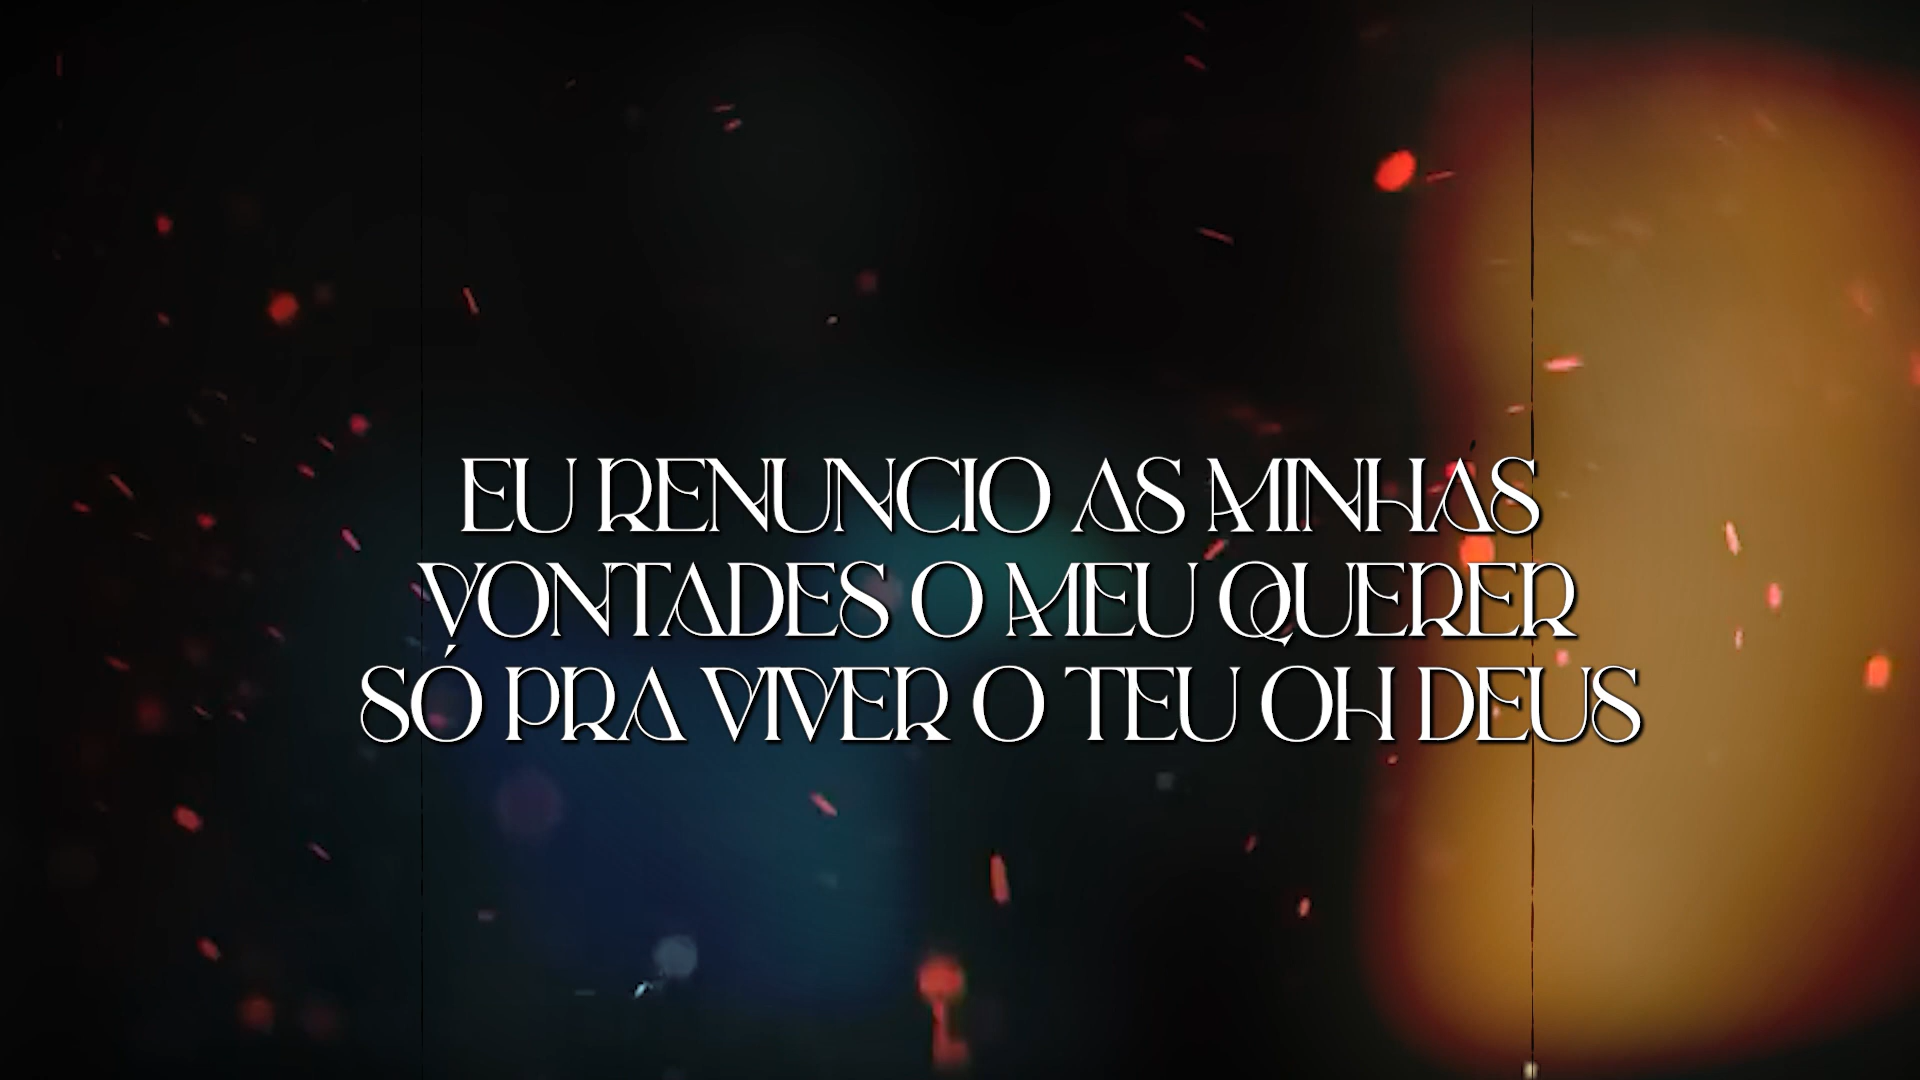 EU RENUNCIO AS MINHAS
VONTADES O MEU QUERER
SÓ PRA VIVER O TEU OH DEUS